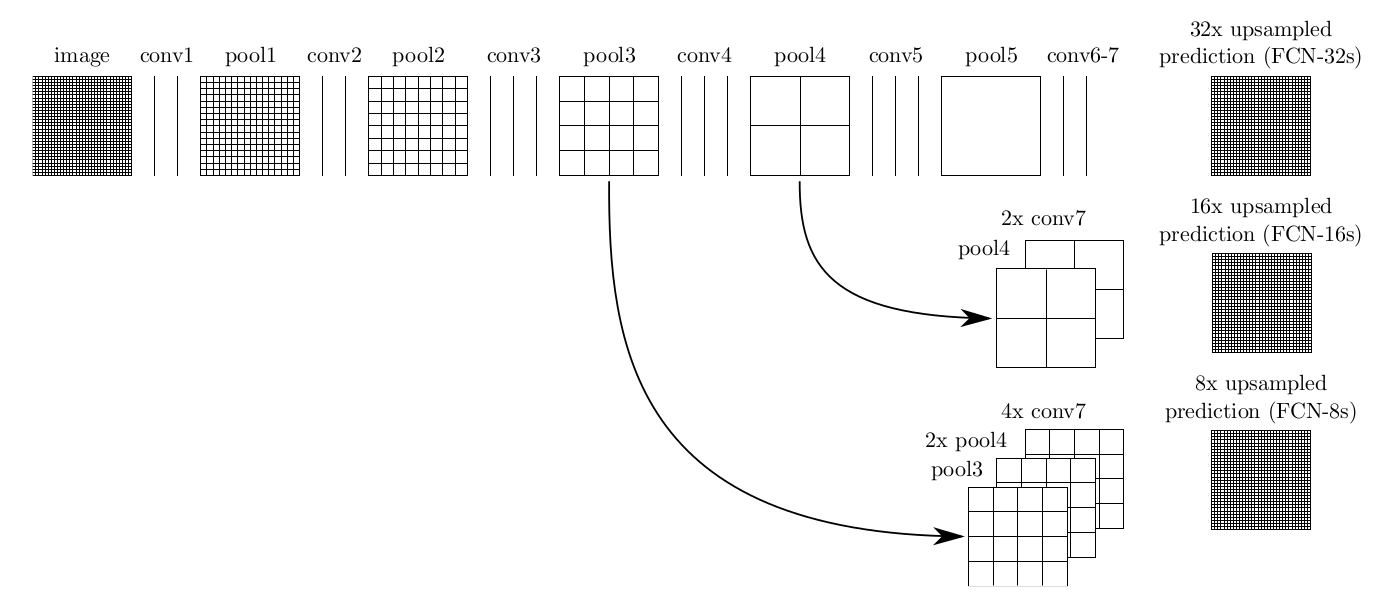 image
conv1
pool1
conv2
pool2
conv3
pool3
conv4
pool4
conv5
pool5
conv6-7
32x upsampled
prediction (FCN-32s)
2x conv7
pool4
16x upsampled
prediction (FCN-16s)
4x conv7
2x pool4
pool3
8x upsampled
prediction (FCN-8s)